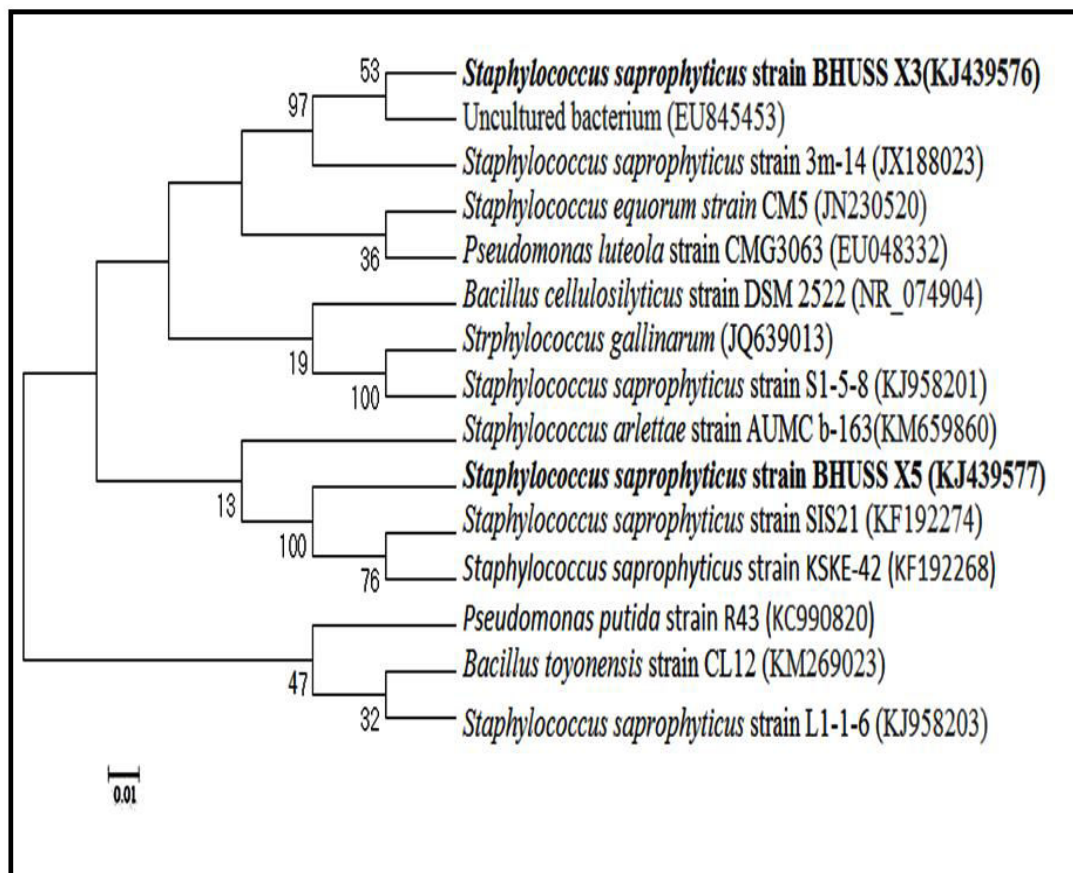 53
Staphylococcus saprophyticus strain BHUSS X3(KJ439576)
97
Uncultured bacterium (EU845453)
Staphylococcus saprophyticus strain 3m-14 (JX188023)
Staphylococcus equorum strain CM5 (JN230520)
36
Pseudomonas luteola strain CMG3063 (EU048332)
Bacillus cellulosilyticus strain DSM 2522 (NR_074904)
Strphylococcus gallinarum (JQ639013)
19
100
Staphylococcus saprophyticus strain S1-5-8 (KJ958201)
Staphylococcus arlettae strain AUMC b-163(KM659860)
Staphylococcus saprophyticus strain BHUSS X5 (KJ439577)
13
Staphylococcus saprophyticus strain SIS21 (KF192274)
100
76
Staphylococcus saprophyticus strain KSKE-42 (KF192268)
Pseudomonas putida strain R43 (KC990820)
Bacillus toyonensis strain CL12 (KM269023)
47
32
Staphylococcus saprophyticus strain L1-1-6 (KJ958203)
0.01